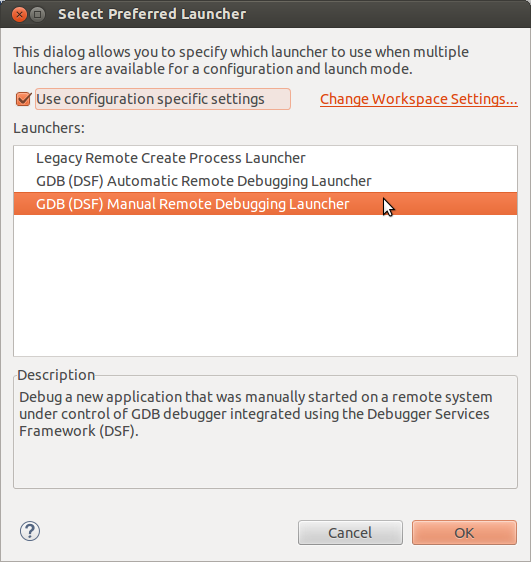 Select Preferred Launcher
This dialog allows you to specify which launcher to use when multiple
launchers are available for a configuration and launch mode.
Use configuration specific settings
Change Workspace Settings...
Launchers:
Legacy Remote Create Process Launcher
GDB (DSF) Automatic Remote Debugging Launcher
GDB (DSF) Manual Remote Debugging Launcher
Description
Debug a new application that was manually started on a remote system
under control of GDB debugger integrated using the Debugger Services
Framework (DSF).
?
Cancel
OK